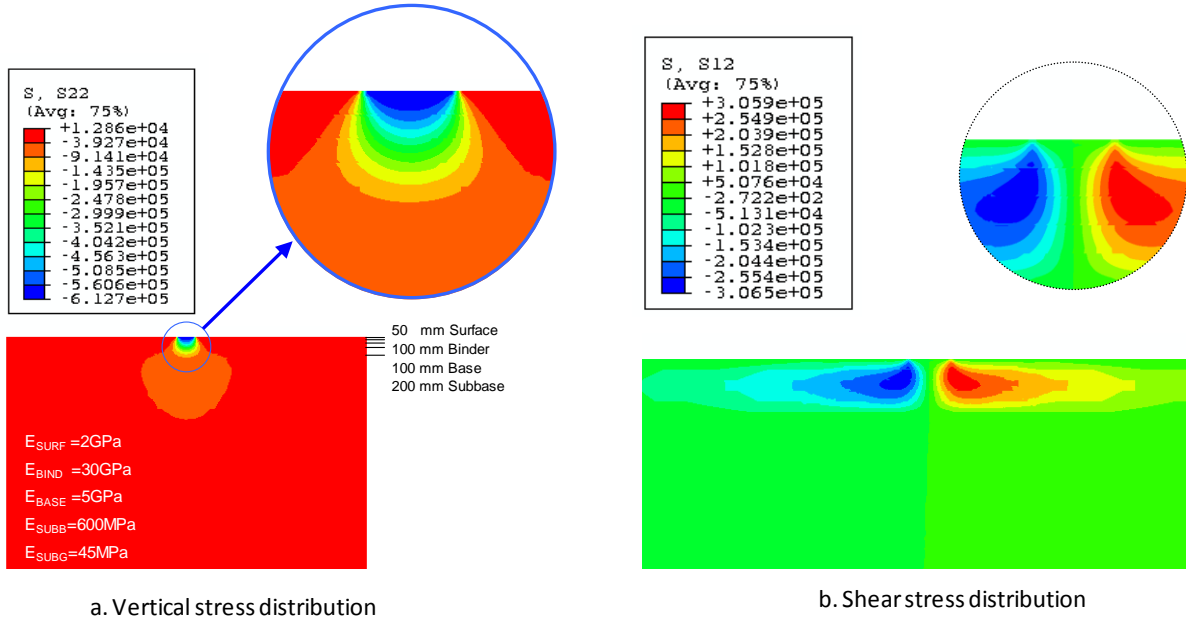 S, S22
(Avg: 75%)
+1.286e+04
-3.927e+04
-9.141e+04
-1.435e+05
-1.957e+05
-2.478e+05
-2.999e+05
-3.521e+05
-4.042e+05
-4.563e+05
-5.085e+05
-5.606e+05
-6.127e+05
50 mm Surface
100 mm Binder
100 mm Base
200 mm Subbase
E_SURF =2GPa
E_BIND =30GPa
E_BASE =5GPa
E_SUBB=600MPa
E_SUBG=45MPa
a. Vertical stress distribution
S, S12
(Avg: 75%)
+3.059e+05
+2.549e+05
+2.039e+05
+1.528e+05
+1.018e+05
+5.076e+04
-2.722e+02
-5.131e+04
-1.023e+05
-1.534e+05
-2.044e+05
-2.554e+05
-3.065e+05
b. Shear stress distribution